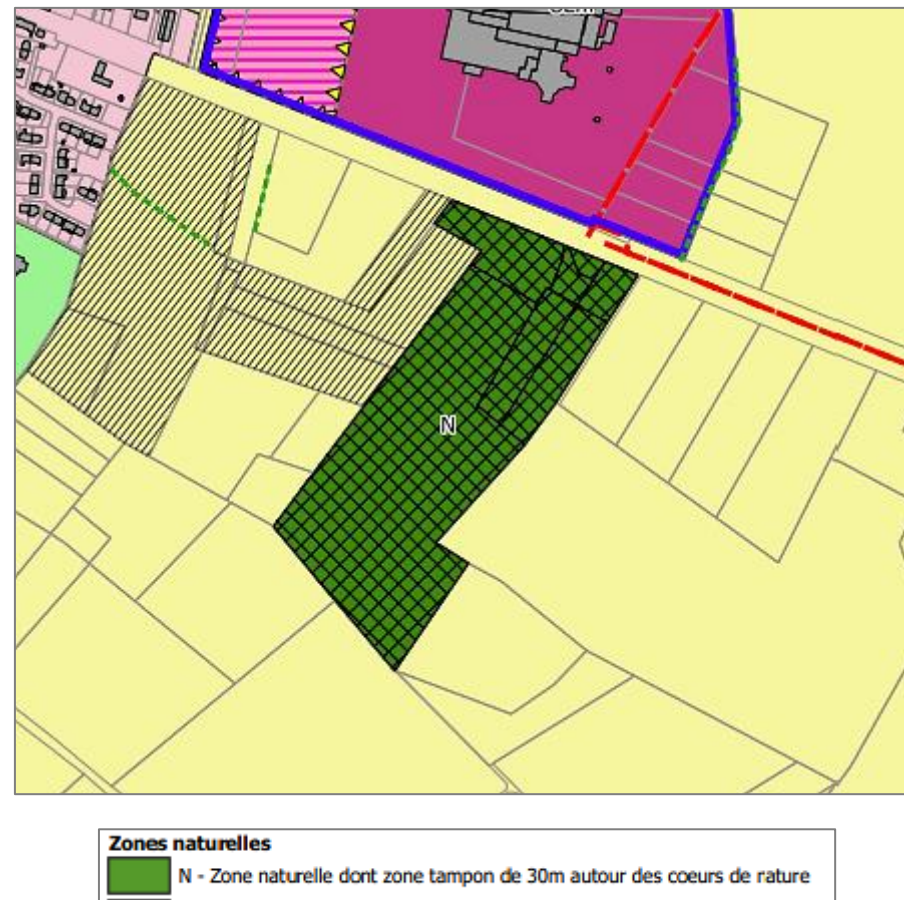 N
Zones naturelles
N - Zone naturelle dont zone tampon de 30m autour des coeurs de rature